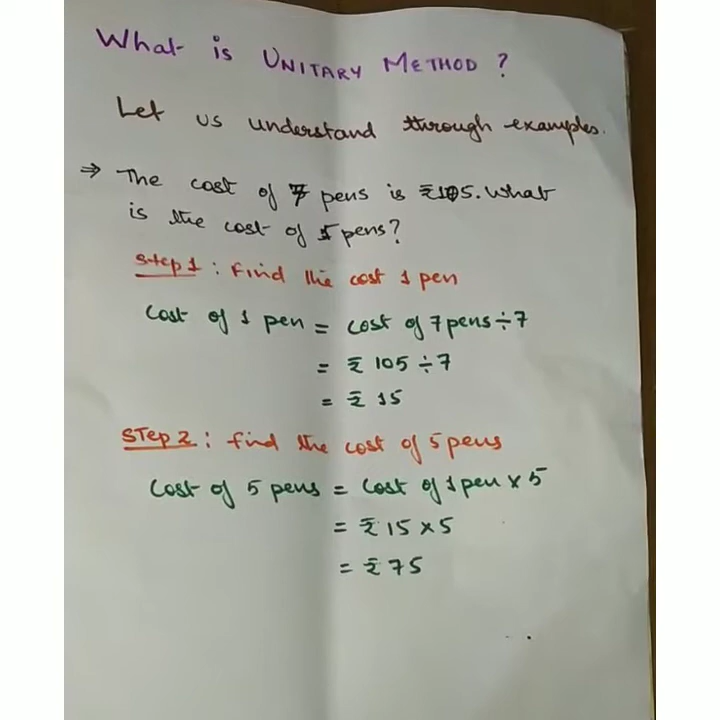 What is UNITARY METHOD ?
Let us understand through examples.
⇒ The cost of 7 pens is ₹105. What
is the cost of 5 pens?
Step 1 : Find the cost 1 pen
Cost of 1 pen = cost of 7 pens ÷ 7
= ₹ 105 ÷ 7
= ₹ 15
STep 2 : find the cost of 5 pens
Cost of 5 pens = cost of 1 pen × 5
= ₹ 15 × 5
= ₹ 75